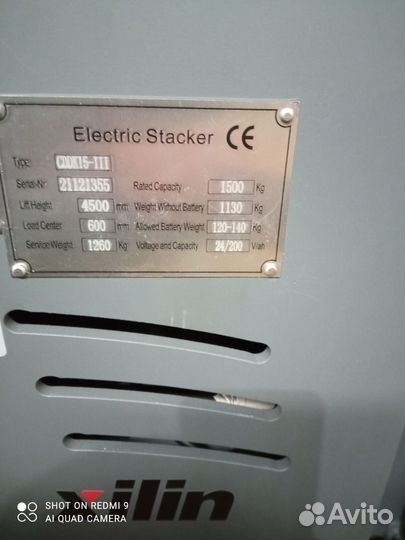 Electric Stacker CE
Type: CDDK15-III
Serial-Nr 21121355 Rated Capacity 1500 Kg
Lift Height 4500 mm Weight Without Battery 1130 Kg
Load Center 600 mm Allowed Battery Weight 120-140 Kg
Service Weight 1260 Kg Voltage and Capacity 24/200 V/ah
xilin
SHOT ON REDMI 9
AI QUAD CAMERA
Avito